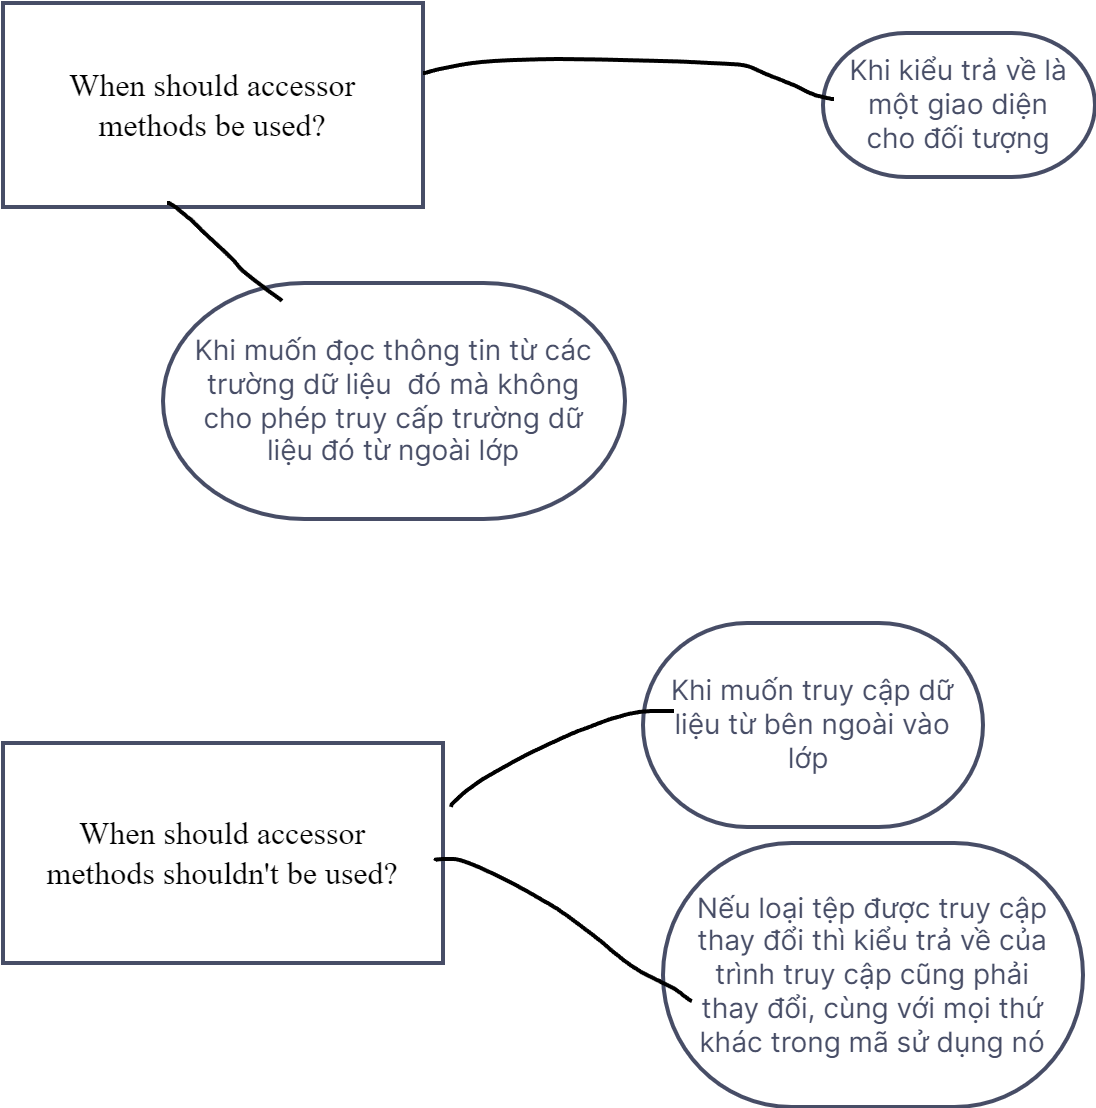 When should accessor
methods be used?
Khi kiểu trả về là
một giao diện
cho đối tượng
Khi muốn đọc thông tin từ các
trường dữ liệu  đó mà không
cho phép truy cấp trường dữ
liệu đó từ ngoài lớp
Khi muốn truy cập dữ
liệu từ bên ngoài vào
lớp
When should accessor
methods shouldn't be used?
Nếu loại tệp được truy cập
thay đổi thì kiểu trả về của
trình truy cập cũng phải
thay đổi, cùng với mọi thứ
khác trong mã sử dụng nó